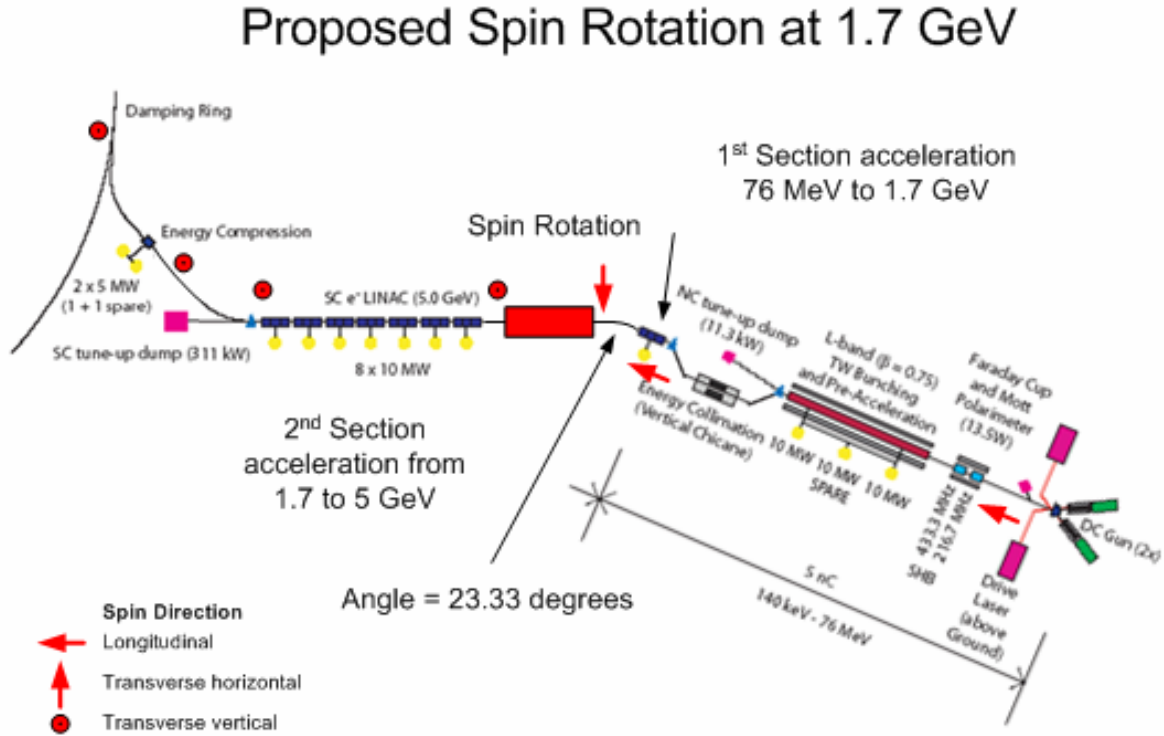 Proposed Spin Rotation at 1.7 GeV
Damping Ring
1st Section acceleration
76 MeV to 1.7 GeV
Energy Compression
Spin Rotation
2 x 5 MW
(1 + 1 spare)
SC e⁻ LINAC (5.0 GeV)
SC tune-up dump (311 kW)
8 x 10 MW
NC tune-up dump
(11.3 kW)
L-band (β = 0.75)
TW Bunching
and Pre-Acceleration
Faraday Cup
and Mott
Polarimeter
(13.5W)
Energy Collimation
(Vertical Chicane)
10 MW
10 MW
SPARE
10 MW
433.3 MHz
216.7 MHz
SHB
DC Gun (2x)
Drive
Laser
(above
Ground)
2nd Section
acceleration from
1.7 to 5 GeV
Angle = 23.33 degrees
5 nC
140 keV - 76 MeV
Spin Direction
Longitudinal
Transverse horizontal
Transverse vertical